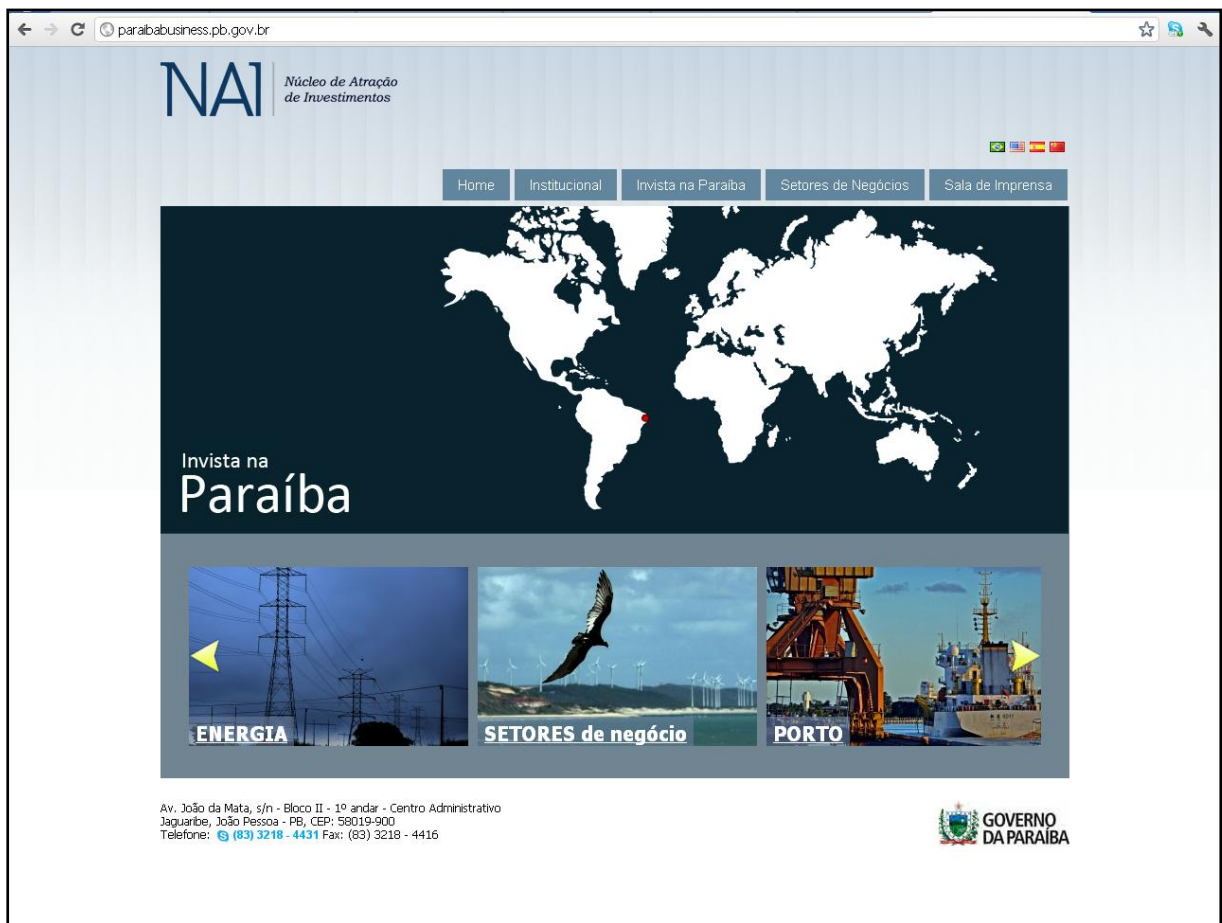 paraibabusiness.pb.gov.br
NAI
Núcleo de Atração
de Investimentos
Home
Institucional
Invista na Paraíba
Setores de Negócios
Sala de Imprensa
Invista na
Paraíba
ENERGIA
SETORES de negócio
PORTO
Av. João da Mata, s/n - Bloco II - 1º andar - Centro Administrativo
Jaguaribe, João Pessoa - PB, CEP: 58019-900
Telefone: (83) 3218 - 4431 Fax: (83) 3218 - 4416
GOVERNO
DA PARAÍBA